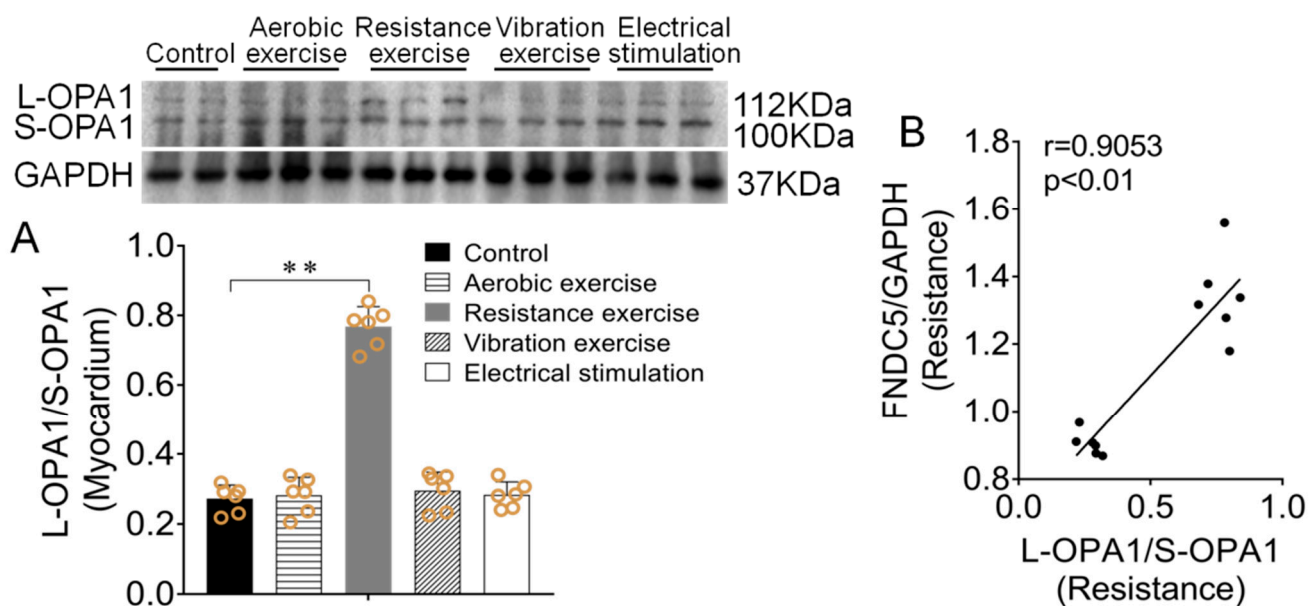 Control
Aerobic exercise
Resistance exercise
Vibration exercise
Electrical stimulation
L-OPA1
112KDa
S-OPA1
100KDa
GAPDH
37KDa
A
L-OPA1/S-OPA1
(Myocardium)
1.0
0.8
0.6
0.4
0.2
0.0
**
Control
Aerobic exercise
Resistance exercise
Vibration exercise
Electrical stimulation
B
FNDC5/GAPDH
(Resistance)
1.8
1.6
1.4
1.2
1.0
0.8
r=0.9053
p<0.01
0.0 0.5 1.0
L-OPA1/S-OPA1
(Resistance)